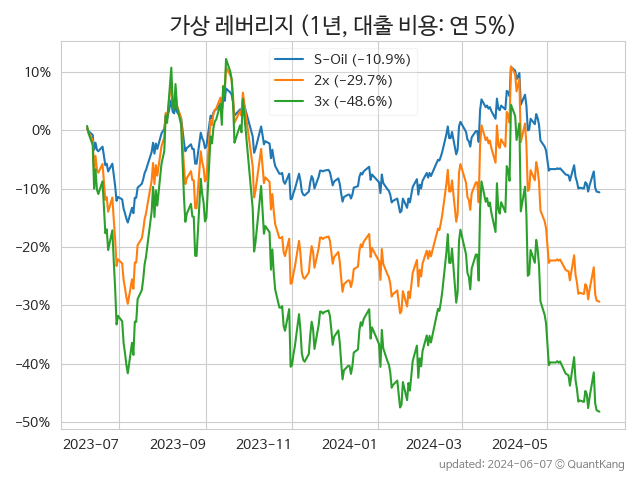 가상 레버리지 (1년, 대출 비용: 연 5%)
S-Oil (−10.9%)
2x (−29.7%)
3x (−48.6%)
10%
0%
−10%
−20%
−30%
−40%
−50%
2023-07 2023-09 2023-11 2024-01 2024-03 2024-05
updated: 2024-06-07 ⓒ QuantKang